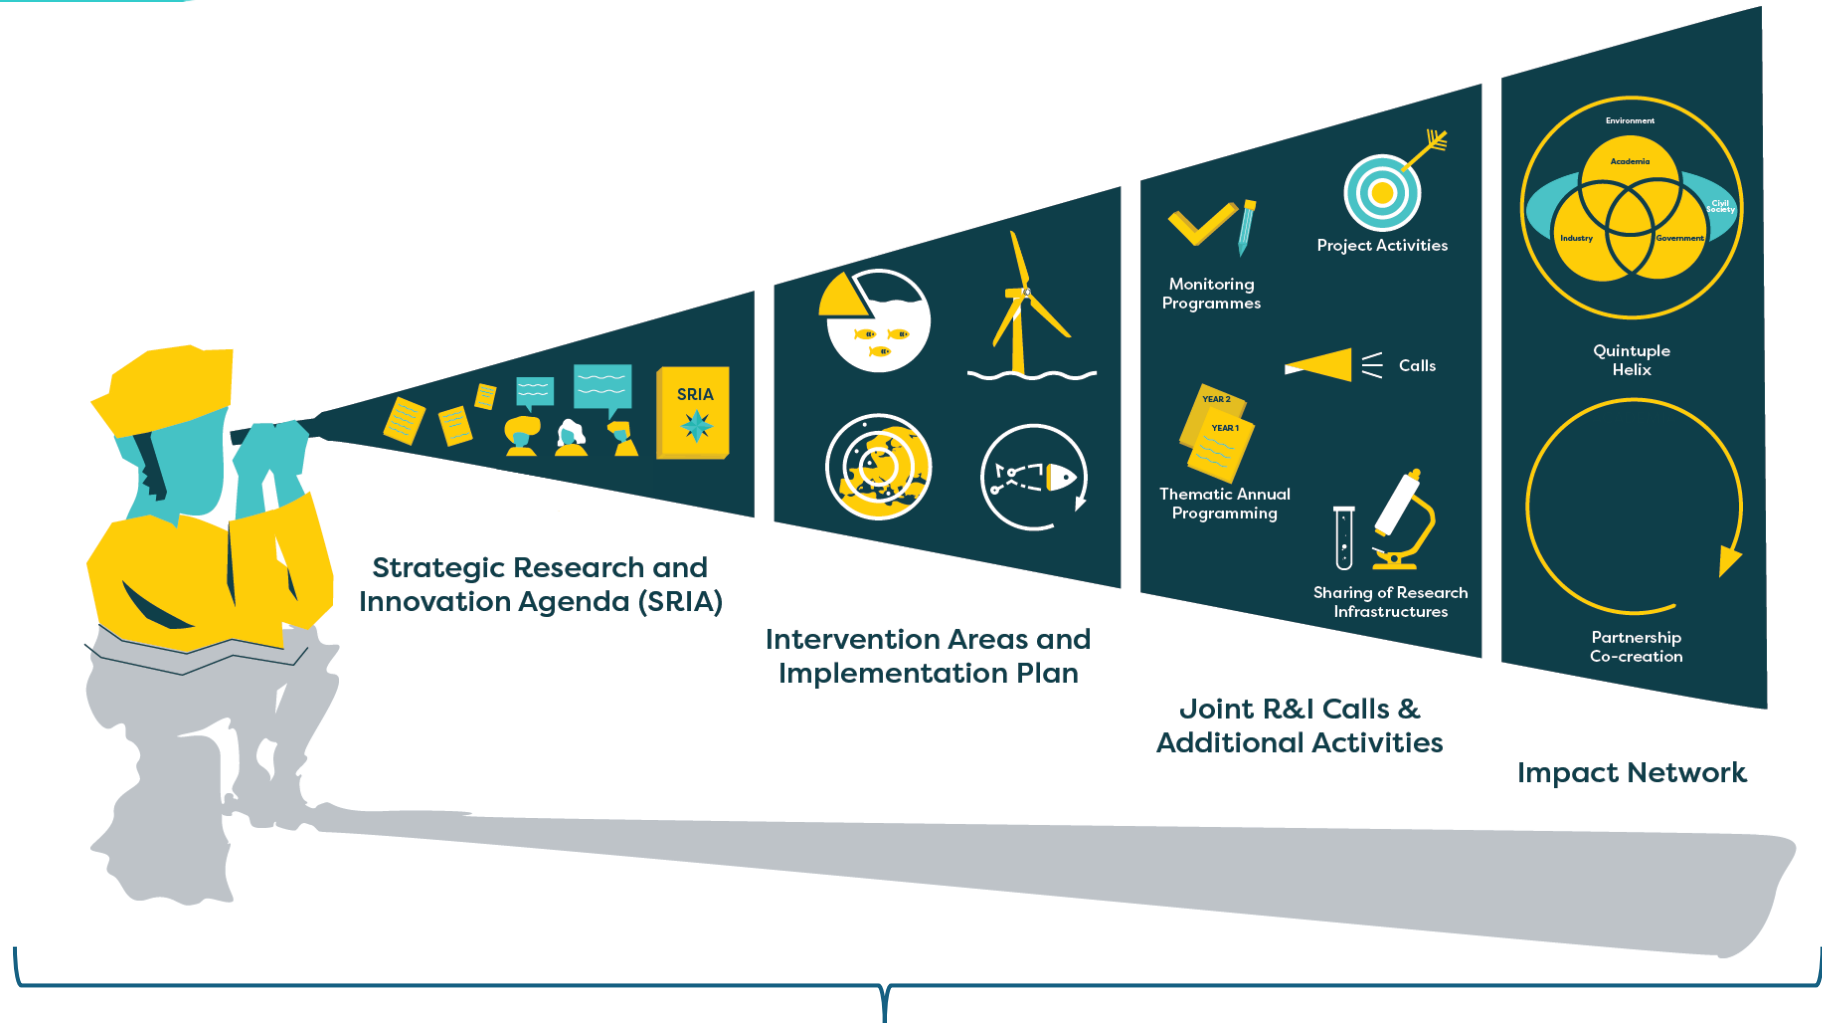 SRIA
Strategic Research and
Innovation Agenda (SRIA)
Intervention Areas and
Implementation Plan
Project Activities
Monitoring
Programmes
Calls
YEAR 2
YEAR 1
Thematic Annual
Programming
Sharing of Research
Infrastructures
Joint R&I Calls &
Additional Activities
Environment
Academia
Civil
Society
Industry
Government
Quintuple
Helix
Partnership
Co-creation
Impact Network